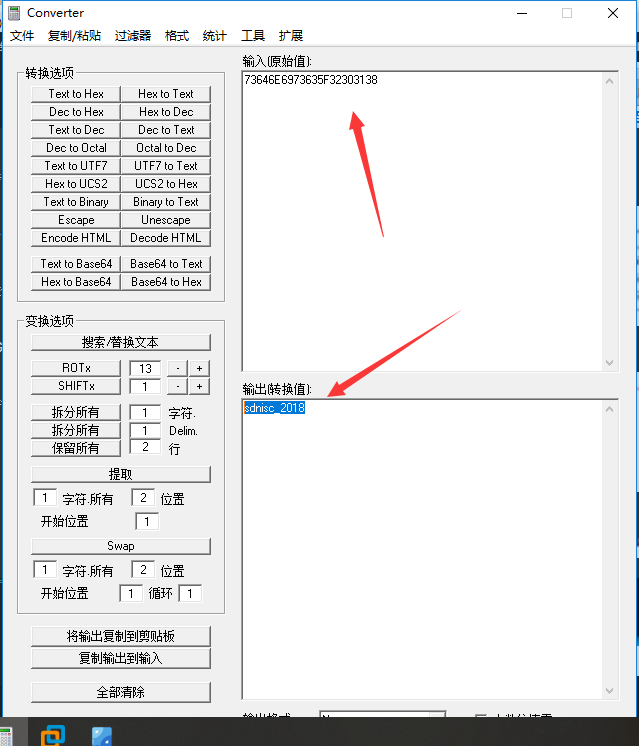 Converter
文件 复制/粘贴 过滤器 格式 统计 工具 扩展
转换选项
Text to Hex Hex to Text
Dec to Hex Hex to Dec
Text to Dec Dec to Text
Dec to Octal Octal to Dec
Text to UTF7 UTF7 to Text
Hex to UCS2 UCS2 to Hex
Text to Binary Binary to Text
Escape Unescape
Encode HTML Decode HTML
Text to Base64 Base64 to Text
Hex to Base64 Base64 to Hex
变换选项
搜索/替换文本
ROTx 13 - +
SHIFTx 1 - +
拆分所有 1 字符.
拆分所有 1 Delim.
保留所有 2 行
提取
1 字符.所有 2 位置
开始位置 1
Swap
1 字符.所有 2 位置
开始位置 1 循环 1
将输出复制到剪贴板
复制输出到输入
全部清除
输入(原始值):
73646E6973635F32303138
输出(转换值):
sdnisc_2018